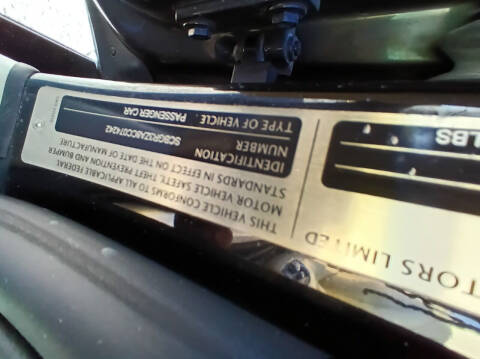 TORS LIMITED
LBS
THIS VEHICLE CONFORMS TO ALL APPLICABLE FEDERAL
MOTOR VEHICLE SAFETY, THEFT PREVENTION AND BUMPER
STANDARDS IN EFFECT ON THE DATE OF MANUFACTURE
IDENTIFICATION
NUMBER
TYPE OF VEHICLE PASSENGER CAR